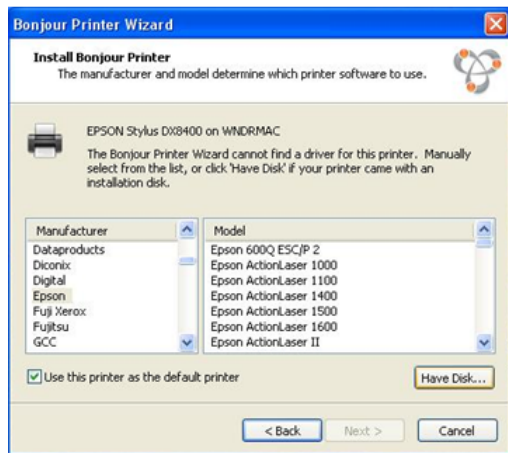 Bonjour Printer Wizard
Install Bonjour Printer
The manufacturer and model determine which printer software to use.
EPSON Stylus DX8400 on WNDRMAC
The Bonjour Printer Wizard cannot find a driver for this printer. Manually
select from the list, or click 'Have Disk' if your printer came with an
installation disk.
Manufacturer
Dataproducts
Diconix
Digital
Epson
Fuji Xerox
Fujitsu
GCC
Model
Epson 600Q ESC/P 2
Epson ActionLaser 1000
Epson ActionLaser 1100
Epson ActionLaser 1400
Epson ActionLaser 1500
Epson ActionLaser 1600
Epson ActionLaser II
Use this printer as the default printer
Have Disk...
< Back
Next >
Cancel